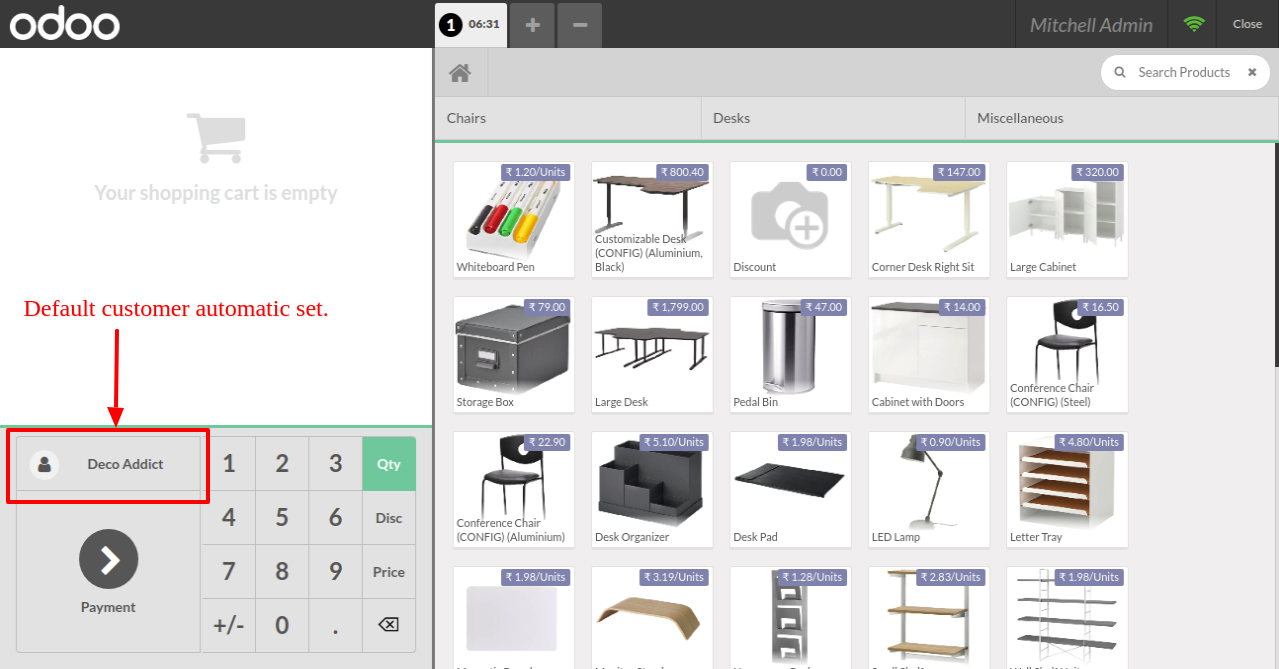 odoo
1 06:31
Mitchell Admin
Close
Search Products
Chairs
Desks
Miscellaneous
Your shopping cart is empty
Default customer automatic set.
Deco Addict
Payment
1 2 3 Qty
4 5 6 Disc
7 8 9 Price
+/- 0 .
₹ 1.20/Units
Whiteboard Pen
₹ 800.40
Customizable Desk
(CONFIG) (Aluminium,
Black)
₹ 0.00
Discount
₹ 147.00
Corner Desk Right Sit
₹ 320.00
Large Cabinet
₹ 79.00
Storage Box
₹ 1,799.00
Large Desk
₹ 47.00
Pedal Bin
₹ 14.00
Cabinet with Doors
₹ 16.50
Conference Chair
(CONFIG) (Steel)
₹ 22.90
Conference Chair
(CONFIG) (Aluminium)
₹ 5.10/Units
Desk Organizer
₹ 1.98/Units
Desk Pad
₹ 0.90/Units
LED Lamp
₹ 4.80/Units
Letter Tray
₹ 1.98/Units
₹ 3.19/Units
₹ 1.28/Units
₹ 2.83/Units
₹ 1.98/Units